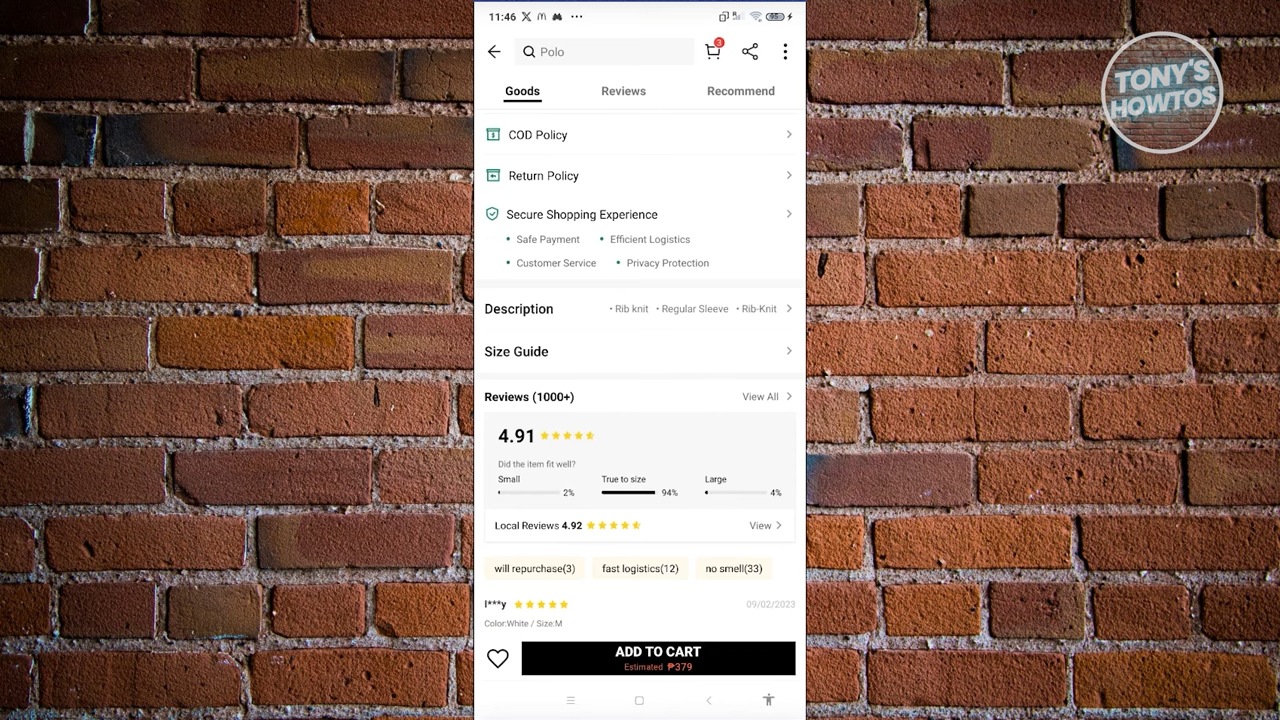 11:46
65
TONY'S
HOWTOS
Polo
3
Goods Reviews Recommend
COD Policy
Return Policy
Secure Shopping Experience
• Safe Payment • Efficient Logistics
• Customer Service • Privacy Protection
Description • Rib knit • Regular Sleeve • Rib-Knit
Size Guide
Reviews (1000+) View All
4.91
Did the item fit well?
Small True to size Large
2% 94% 4%
Local Reviews 4.92 View
will repurchase(3) fast logistics(12) no smell(33)
l***y 09/02/2023
Color:White / Size:M
ADD TO CART
Estimated ₱379